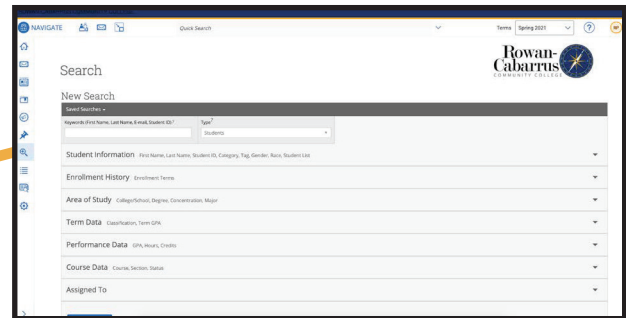 NAVIGATE Quick Search Terms Spring 2021 ?
Rowan-
Cabarrus
COMMUNITY COLLEGE
Search
New Search
Saved Searches
Keywords (First Name, Last Name, E-mail, Student ID)? Type?
Students
Student Information First Name, Last Name, Student ID, Category, Tag, Gender, Race, Student List
Enrollment History Enrollment Terms
Area of Study College/School, Degree, Concentration, Major
Term Data Classification, Term GPA
Performance Data GPA, Hours, Credits
Course Data Course, Section, Status
Assigned To